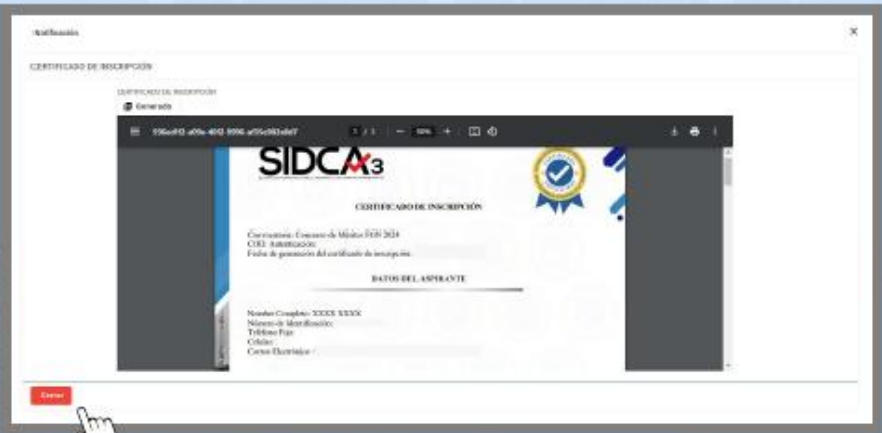 Notificación
CERTIFICADO DE INSCRIPCIÓN
CERTIFICADO DE INSCRIPCIÓN
Generado
1 / 1 − 50% +
SIDCA3
CERTIFICADO DE INSCRIPCIÓN
Convocatoria: Concurso de Méritos FGN 2024
COD. Autenticación:
Fecha de generación del certificado de inscripción:
DATOS DEL ASPIRANTE
Nombre Completo: XXXX XXXX
Número de Identificación:
Teléfono Fijo:
Celular:
Correo Electrónico:
Cerrar